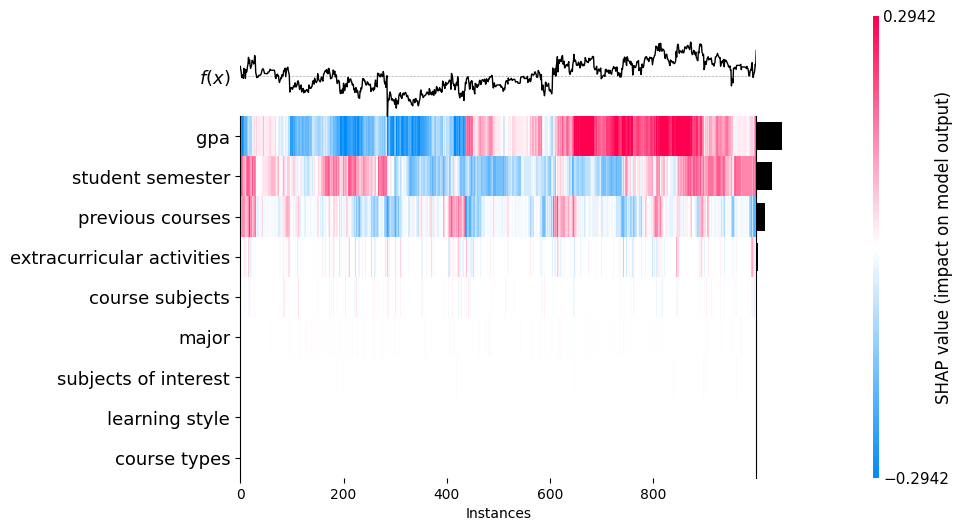 0.2942
f(x)
gpa
student semester
previous courses
extracurricular activities
course subjects
major
subjects of interest
learning style
course types
0 200 400 600 800
Instances
SHAP value (impact on model output)
−0.2942